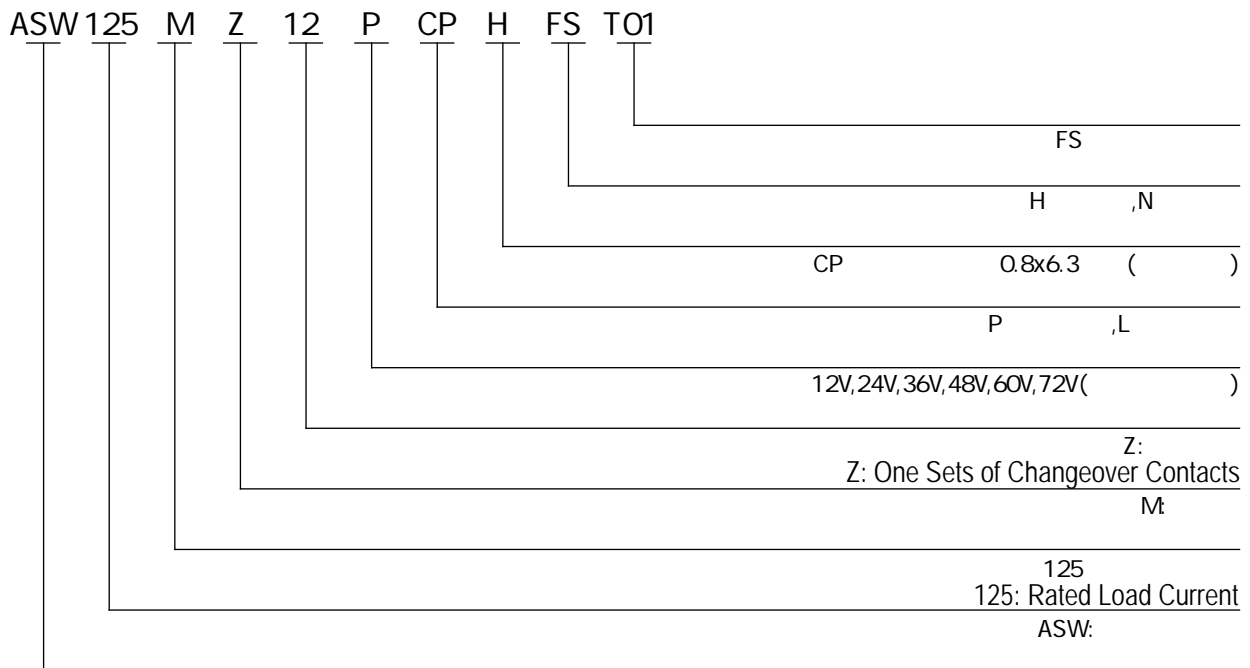 ASW 125 M Z 12 P CP H FS T01
FS
H ,N
CP 0.8x6.3 ( )
P ,L
12V,24V,36V,48V,60V,72V( )
Z:
Z: One Sets of Changeover Contacts
M:
125
125: Rated Load Current
ASW: